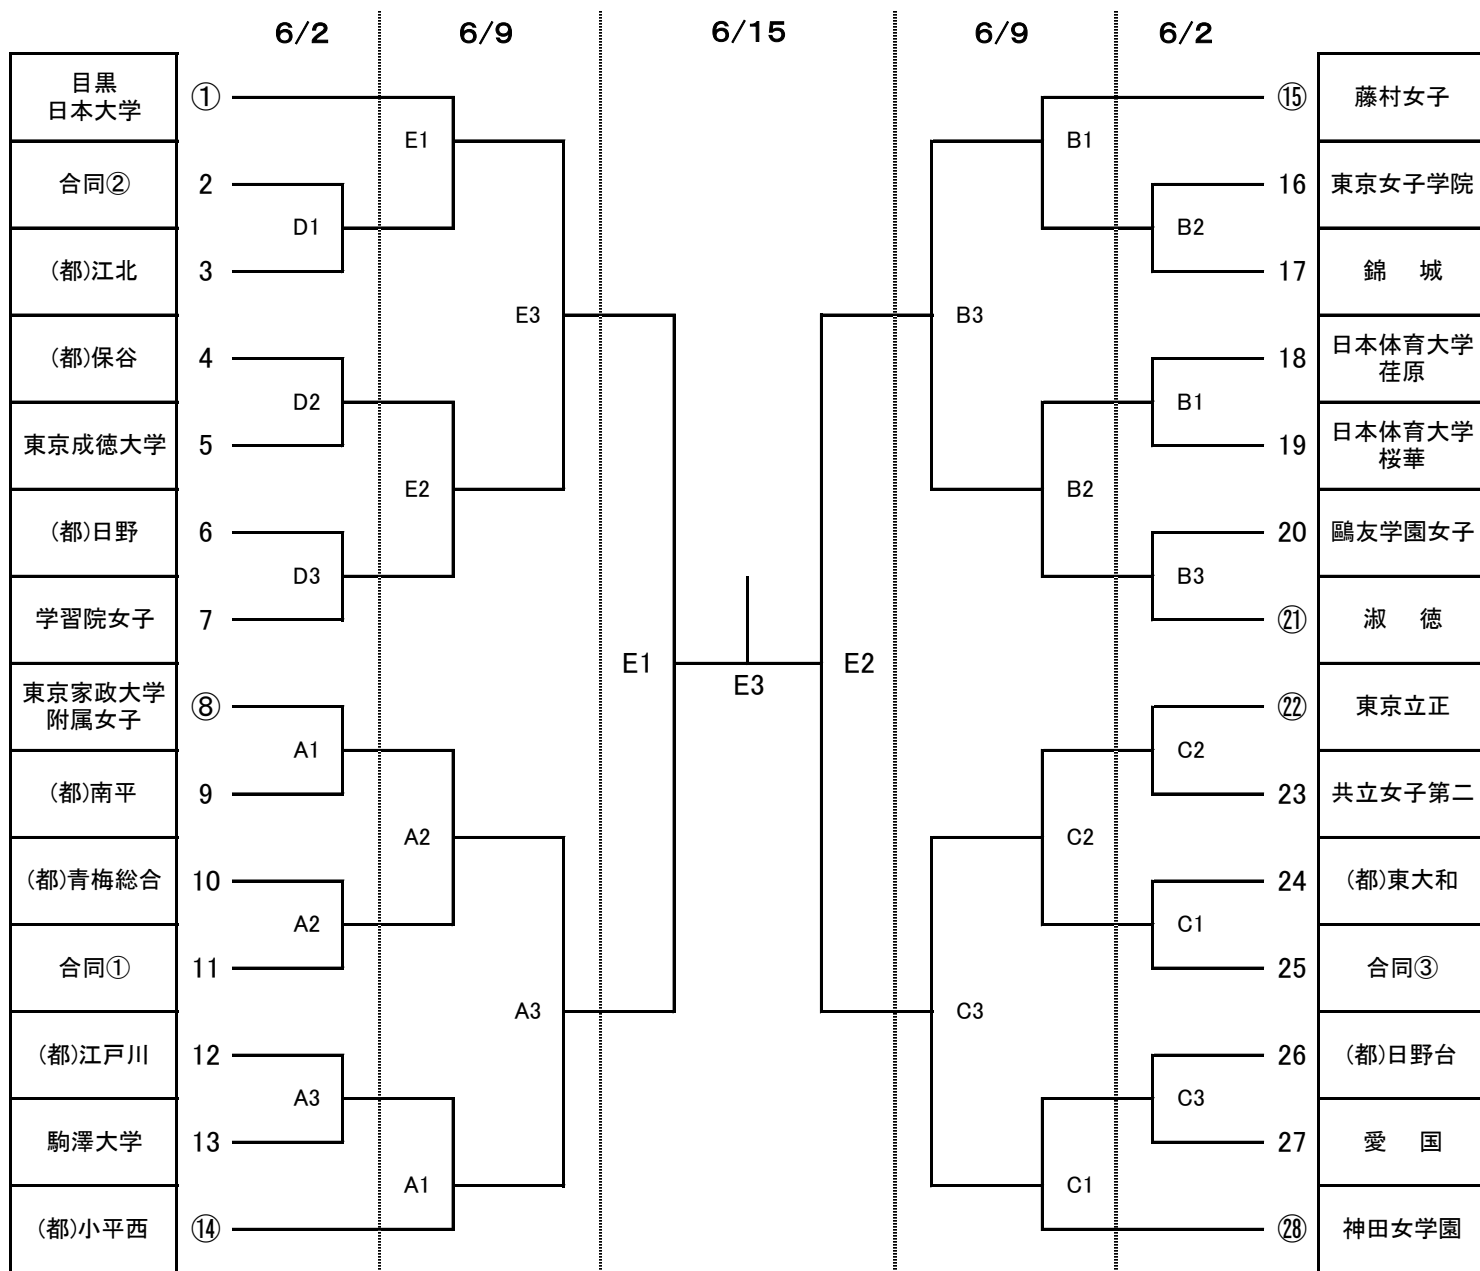 6/2 6/9 6/15 6/9 6/2
目黒
日本大学
①
合同②
2
(都)江北
3
(都)保谷
4
東京成徳大学
5
(都)日野
6
学習院女子
7
東京家政大学
附属女子
⑧
(都)南平
9
(都)青梅総合
10
合同①
11
(都)江戸川
12
駒澤大学
13
(都)小平西
⑭
D1
D2
D3
A1
A2
A3
E1
E2
A2
A1
E3
A3
E1
E3
E2
B3
C3
B1
B2
C2
C1
B2
B1
B3
C2
C1
C3
⑮
藤村女子
16
東京女子学院
17
錦 城
18
日本体育大学
荏原
19
日本体育大学
桜華
20
鷗友学園女子
㉑
淑 徳
㉒
東京立正
23
共立女子第二
24
(都)東大和
25
合同③
26
(都)日野台
27
愛 国
㉘
神田女学園